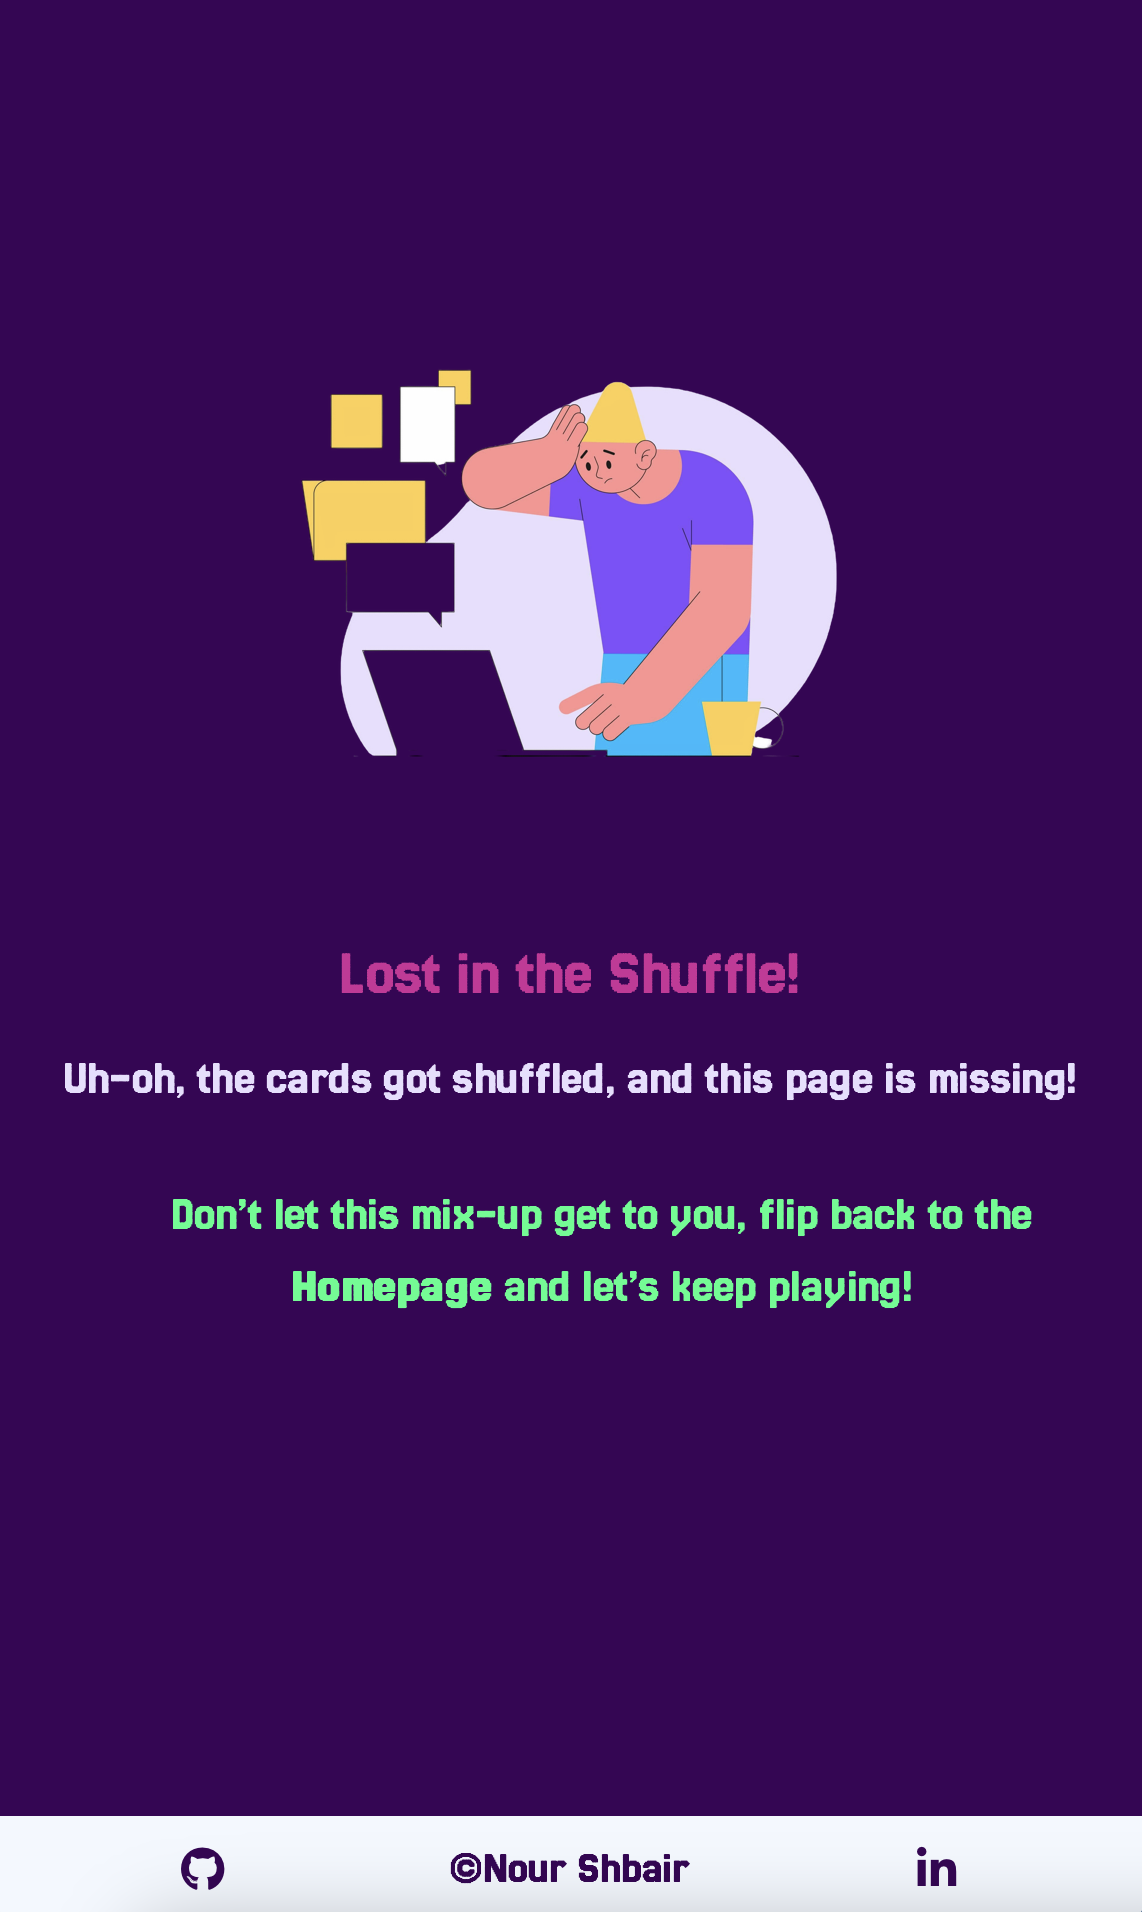 Lost in the Shuffle!
Uh-oh, the cards got shuffled, and this page is missing!
Don't let this mix-up get to you, flip back to the
Homepage and let's keep playing!
©Nour Shbair
in